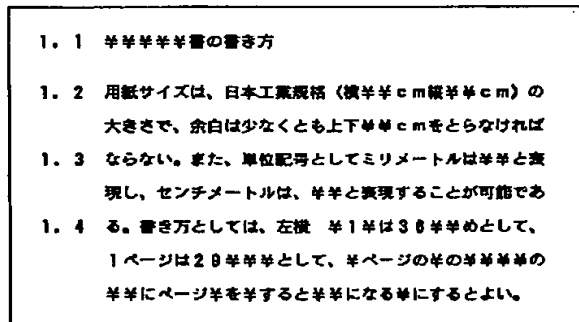 1. 1 ¥¥¥¥¥書の書き方
1. 2 用紙サイズは、日本工業規格(横¥¥cm縦¥¥cm)の
大きさで、余白は少なくとも上下¥¥cmをとらなければ
1. 3 ならない。また、単位記号としてミリメートルは¥¥と表
現し、センチメートルは、¥¥と表現することが可能であ
1. 4 る。書き方としては、左横 ¥1¥は36¥¥めとして、
1ページは29¥¥¥として、¥ページの¥の¥¥¥¥の
¥¥にページ¥を¥すると¥¥になる¥にするとよい。